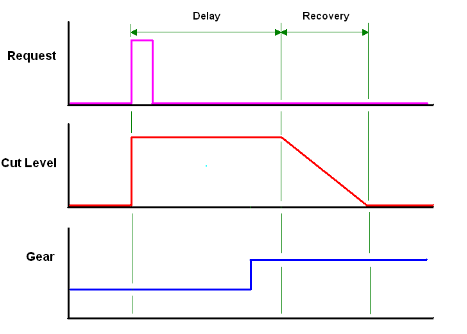 Delay
Recovery
Request
Cut Level
Gear